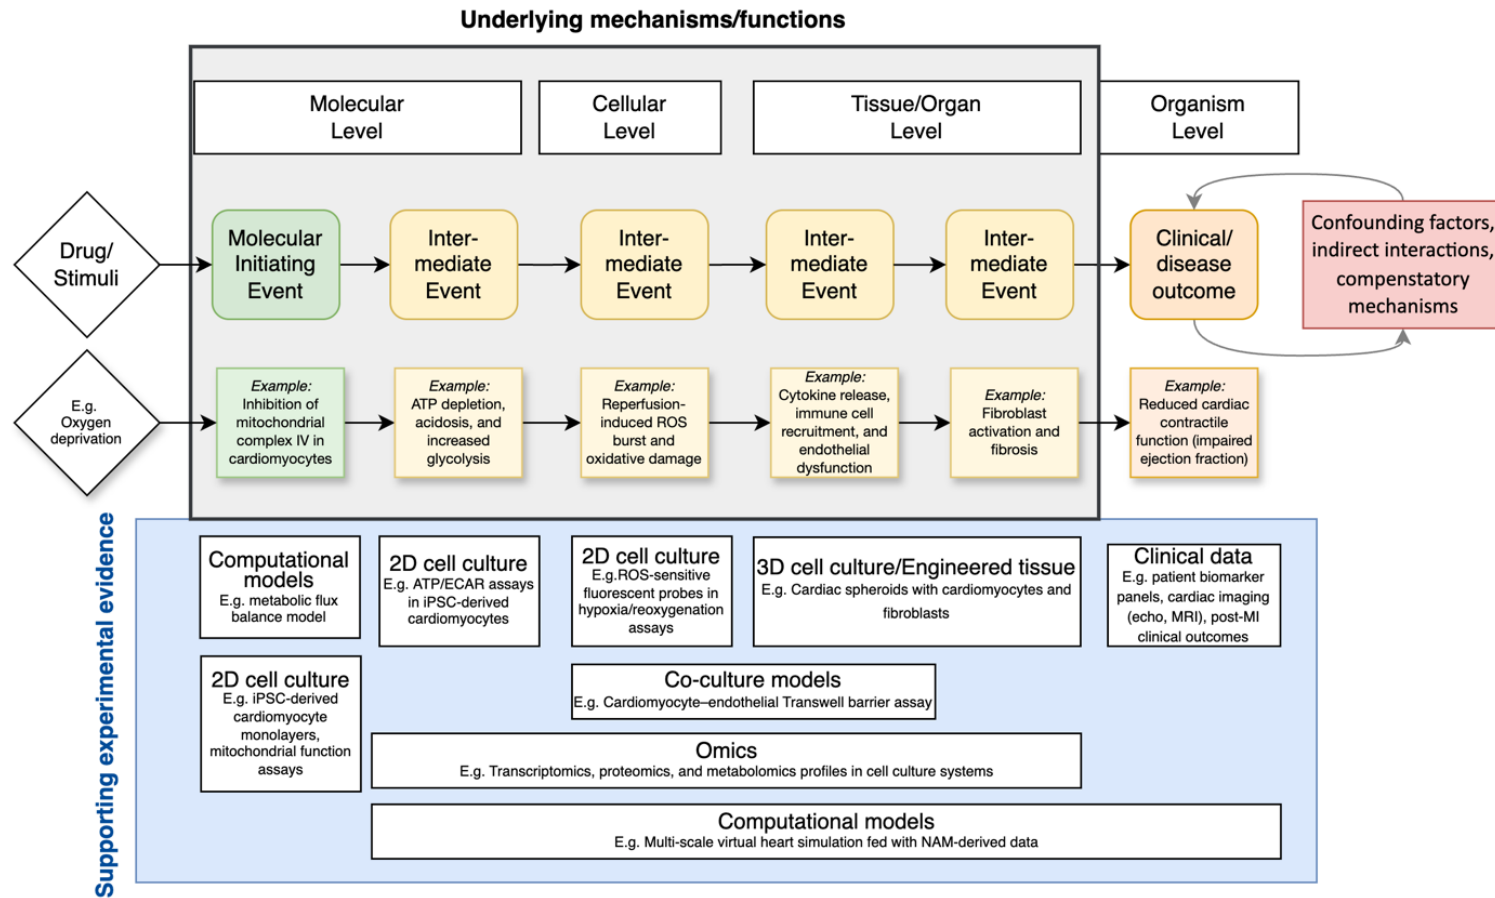 Underlying mechanisms/functions
Molecular
Level
Cellular
Level
Tissue/Organ
Level
Organism
Level
Drug/
Stimuli
Molecular
Initiating
Event
Inter-
mediate
Event
Inter-
mediate
Event
Inter-
mediate
Event
Inter-
mediate
Event
Clinical/
disease
outcome
Confounding factors,
indirect interactions,
compenstatory
mechanisms
E.g.
Oxygen
deprivation
Example:
Inhibition of
mitochondrial
complex IV in
cardiomyocytes
Example:
ATP depletion,
acidosis, and
increased
glycolysis
Example:
Reperfusion-
induced ROS
burst and
oxidative damage
Example:
Cytokine release,
immune cell
recruitment, and
endothelial
dysfunction
Example:
Fibroblast
activation and
fibrosis
Example:
Reduced cardiac
contractile
function (impaired
ejection fraction)
Supporting experimental evidence
Computational
models
E.g. metabolic flux
balance model
2D cell culture
E.g. ATP/ECAR assays
in iPSC-derived
cardiomyocytes
2D cell culture
E.g.ROS-sensitive
fluorescent probes in
hypoxia/reoxygenation
assays
3D cell culture/Engineered tissue
E.g. Cardiac spheroids with cardiomyocytes and
fibroblasts
Clinical data
E.g. patient biomarker
panels, cardiac imaging
(echo, MRI), post-MI
clinical outcomes
2D cell culture
E.g. iPSC-derived
cardiomyocyte
monolayers,
mitochondrial function
assays
Co-culture models
E.g. Cardiomyocyte–endothelial Transwell barrier assay
Omics
E.g. Transcriptomics, proteomics, and metabolomics profiles in cell culture systems
Computational models
E.g. Multi-scale virtual heart simulation fed with NAM-derived data